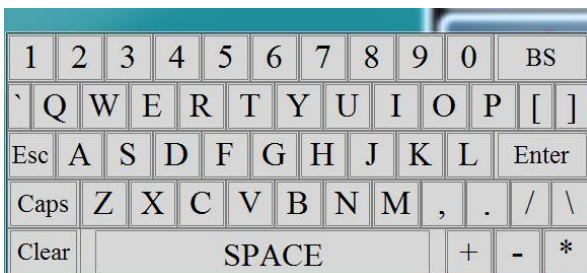 1 2 3 4 5 6 7 8 9 0 BS
` Q W E R T Y U I O P [ ]
Esc A S D F G H J K L Enter
Caps Z X C V B N M , . / \
Clear SPACE + - *